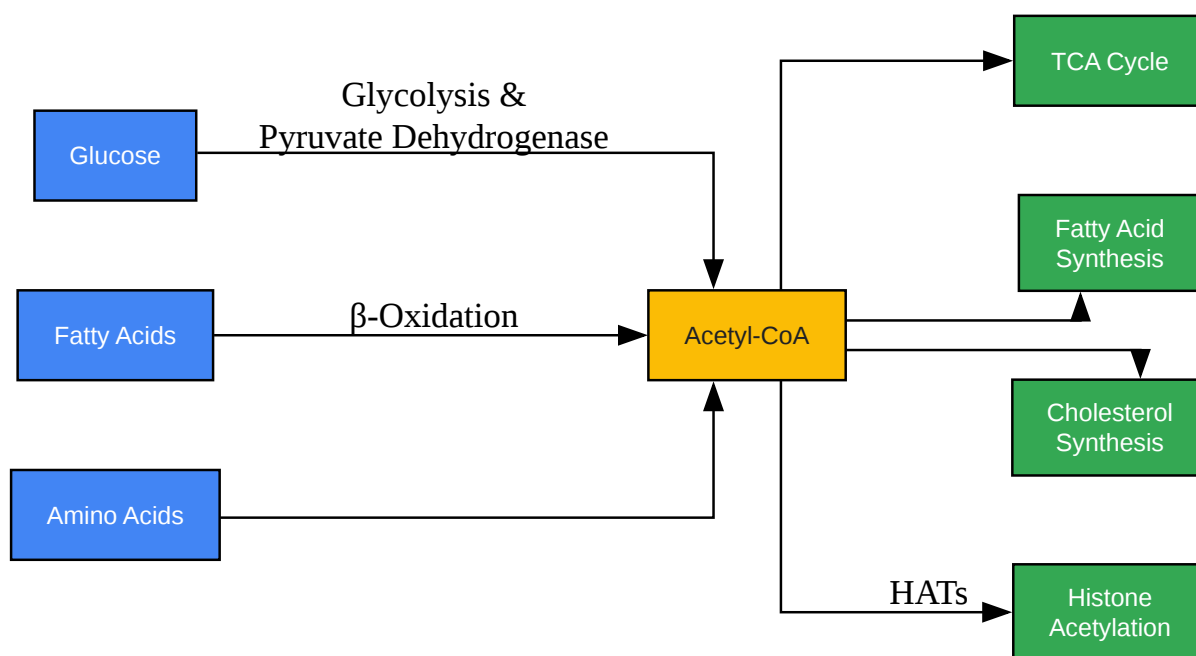 TCA Cycle
Glycolysis &
Pyruvate Dehydrogenase
Glucose
Fatty Acid
Synthesis
Fatty Acids
β-Oxidation
Acetyl-CoA
Cholesterol
Synthesis
Amino Acids
HATs
Histone
Acetylation